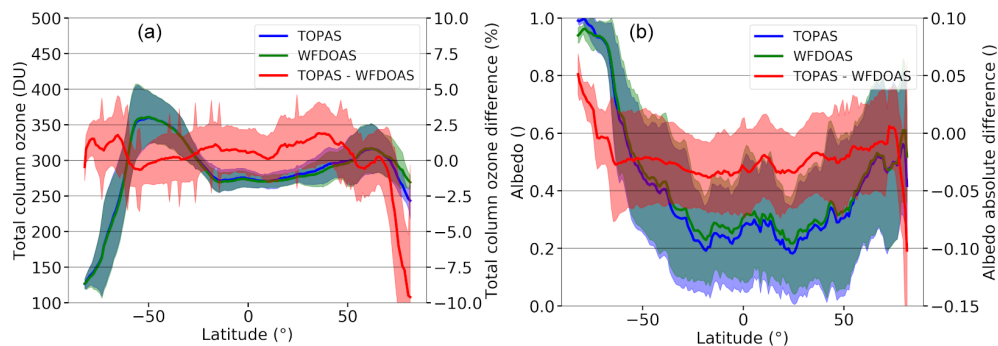 (a)
TOPAS
WFDOAS
TOPAS - WFDOAS
500
450
400
350
300
250
200
150
100
Total column ozone (DU)
10.0
7.5
5.0
2.5
0.0
−2.5
−5.0
−7.5
−10.0
Total column ozone difference (%)
−50
0
50
Latitude (°)
(b)
TOPAS
WFDOAS
TOPAS - WFDOAS
1.0
0.8
0.6
0.4
0.2
0.0
Albedo ()
0.10
0.05
0.00
−0.05
−0.10
−0.15
Albedo absolute difference ()
−50
0
50
Latitude (°)